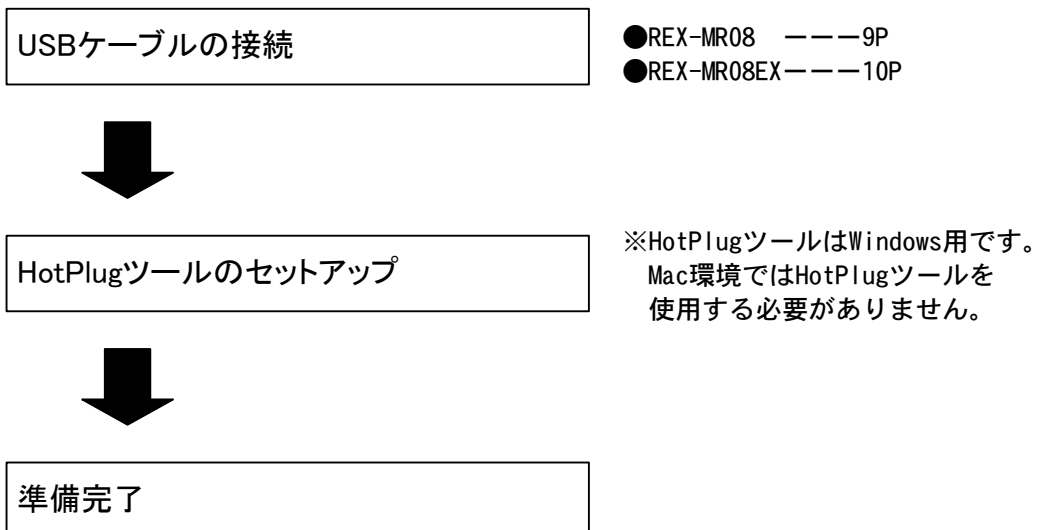 USBケーブルの接続
●REX-MR08 ーーー9P
●REX-MR08EXーーー10P
HotPlugツールのセットアップ
※HotPlugツールはWindows用です。
Mac環境ではHotPlugツールを
使用する必要がありません。
準備完了